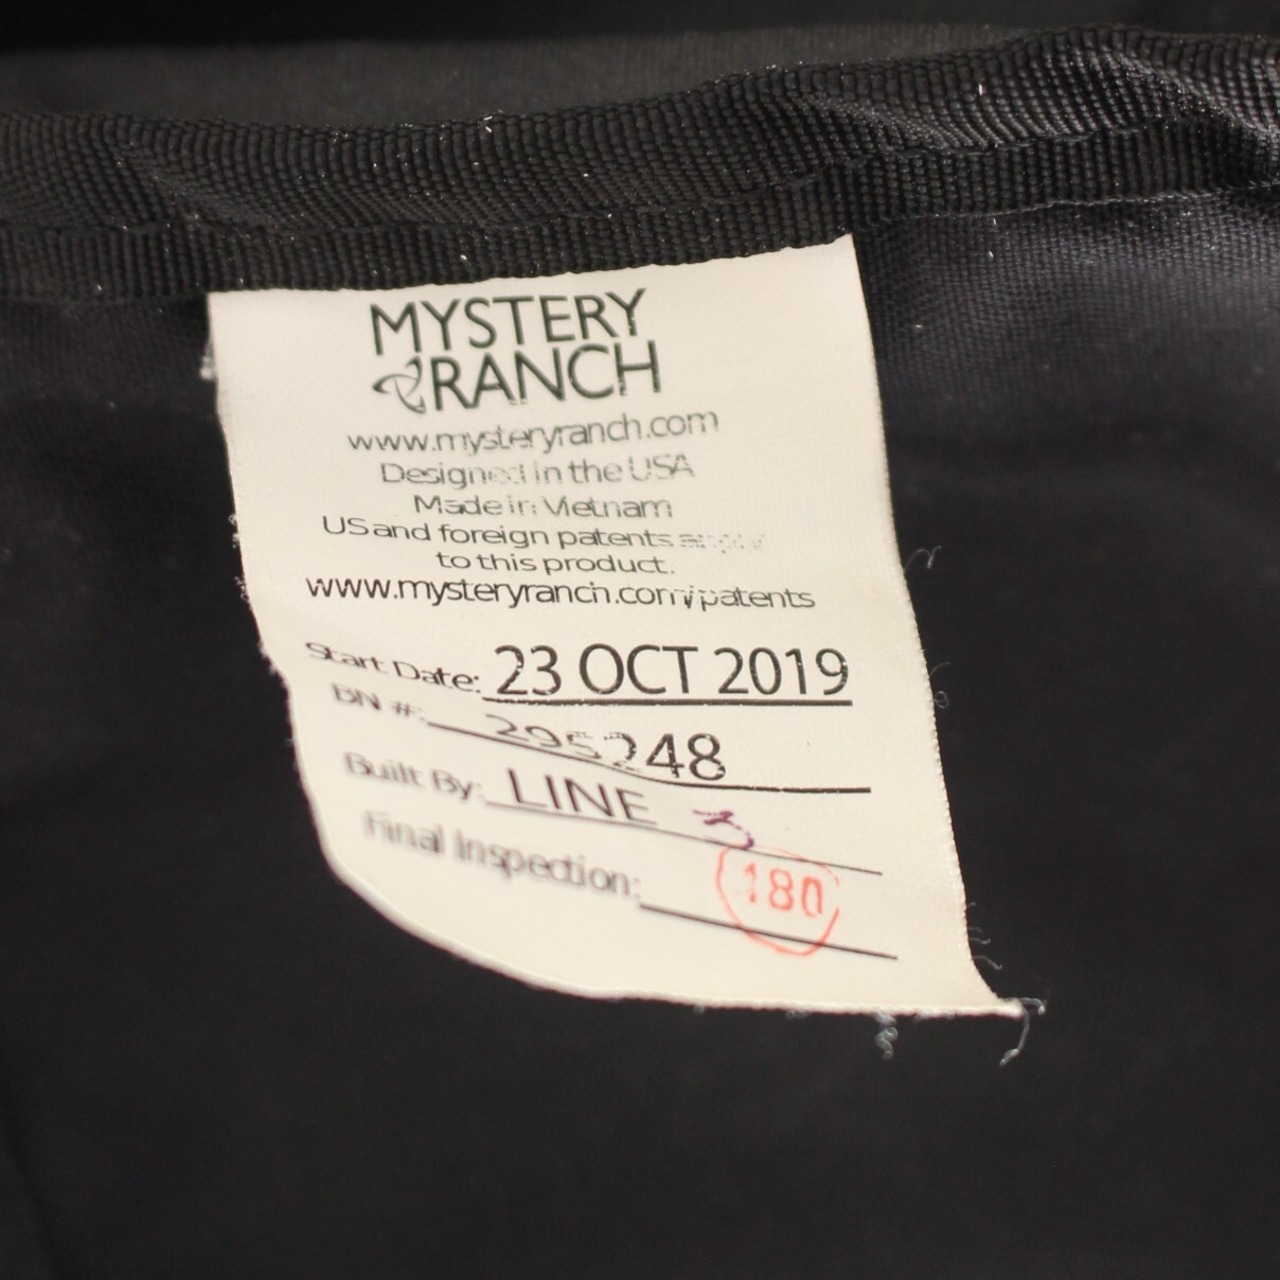 MYSTERY
RANCH
www.mysteryranch.com
Designed in the USA
Made in Vietnam
US and foreign patents apply
to this product.
www.mysteryranch.com/patents
Start Date: 23 OCT 2019
BN #: 295248
Built By: LINE 3
Final Inspection: 180